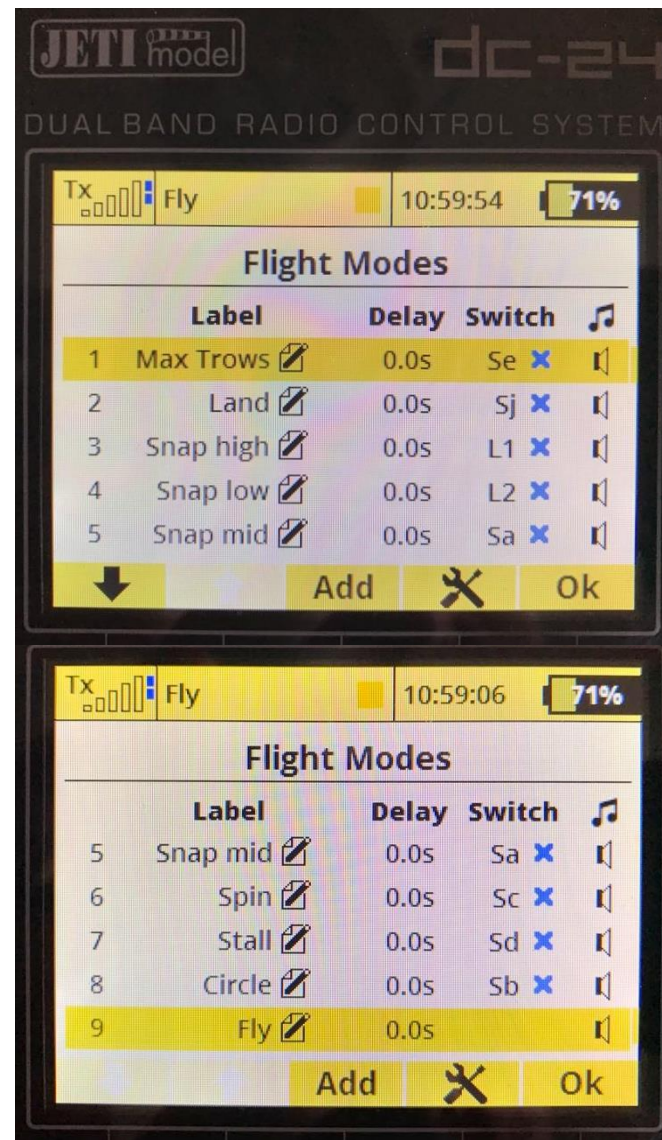 JETI model dc-24
DUAL BAND RADIO CONTROL SYSTEM
Tx Fly 10:59:54 71%
Flight Modes
Label Delay Switch
1 Max Trows 0.0s Se
2 Land 0.0s Sj
3 Snap high 0.0s L1
4 Snap low 0.0s L2
5 Snap mid 0.0s Sa
Add Ok
Tx Fly 10:59:06 71%
Flight Modes
Label Delay Switch
5 Snap mid 0.0s Sa
6 Spin 0.0s Sc
7 Stall 0.0s Sd
8 Circle 0.0s Sb
9 Fly 0.0s
Add Ok